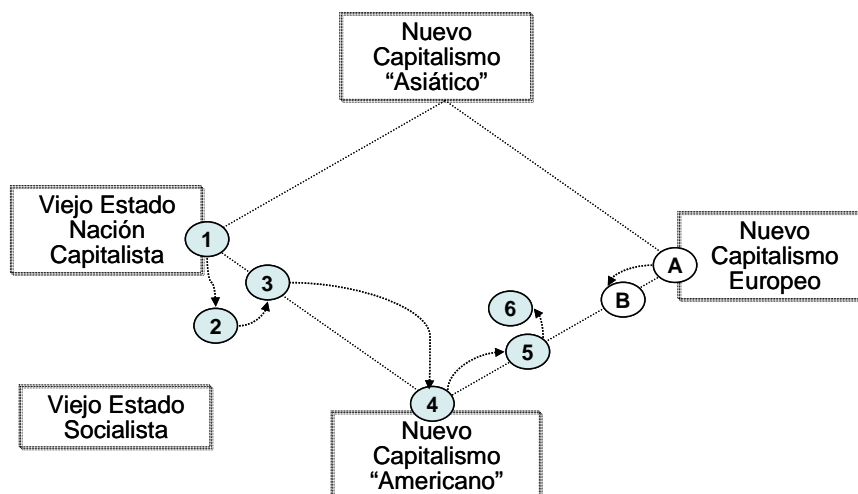 Nuevo
Capitalismo
“Asiático”
Viejo Estado
Nación
Capitalista
1
2
3
4
5
6
A
B
Nuevo
Capitalismo
Europeo
Viejo Estado
Socialista
Nuevo
Capitalismo
“Americano”